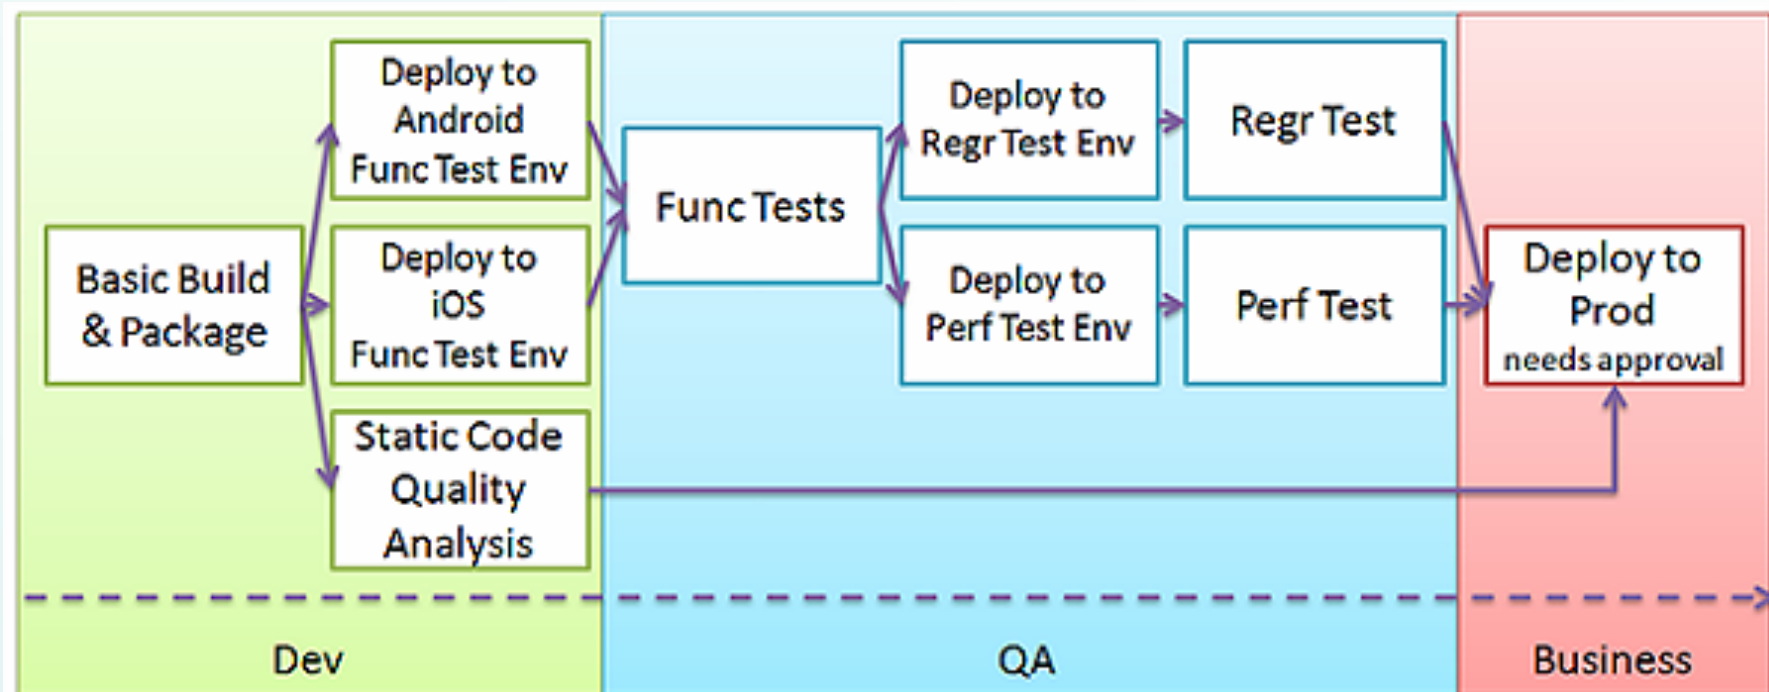 Basic Build
& Package
Deploy to
Android
Func Test Env
Deploy to
iOS
Func Test Env
Static Code
Quality
Analysis
Func Tests
Deploy to
Regr Test Env
Regr Test
Deploy to
Perf Test Env
Perf Test
Deploy to
Prod
needs approval
Dev
QA
Business